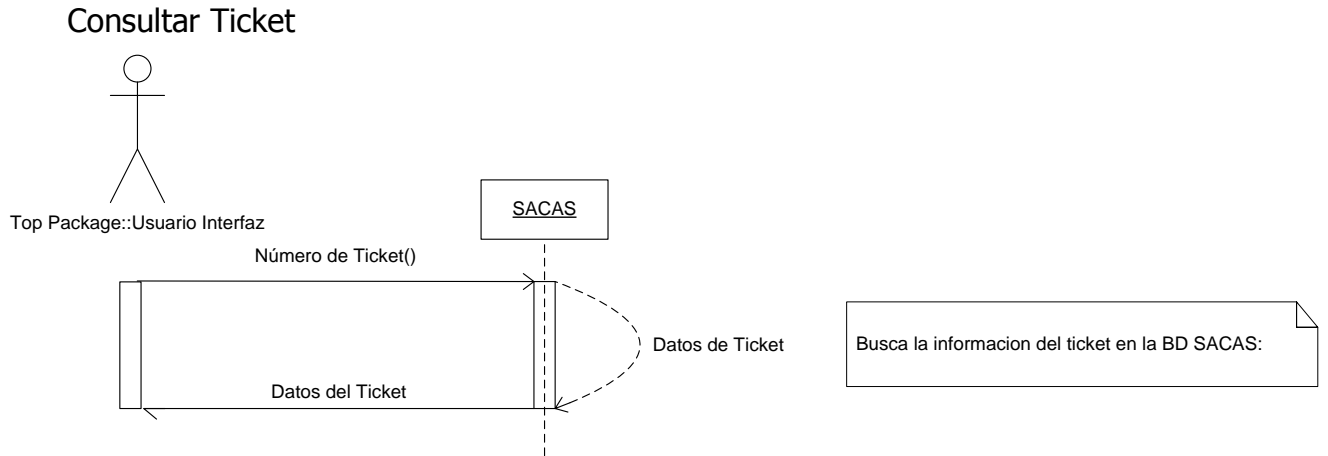 Consultar Ticket
Top Package::Usuario Interfaz
SACAS
Número de Ticket()
Datos de Ticket
Busca la informacion del ticket en la BD SACAS:
Datos del Ticket